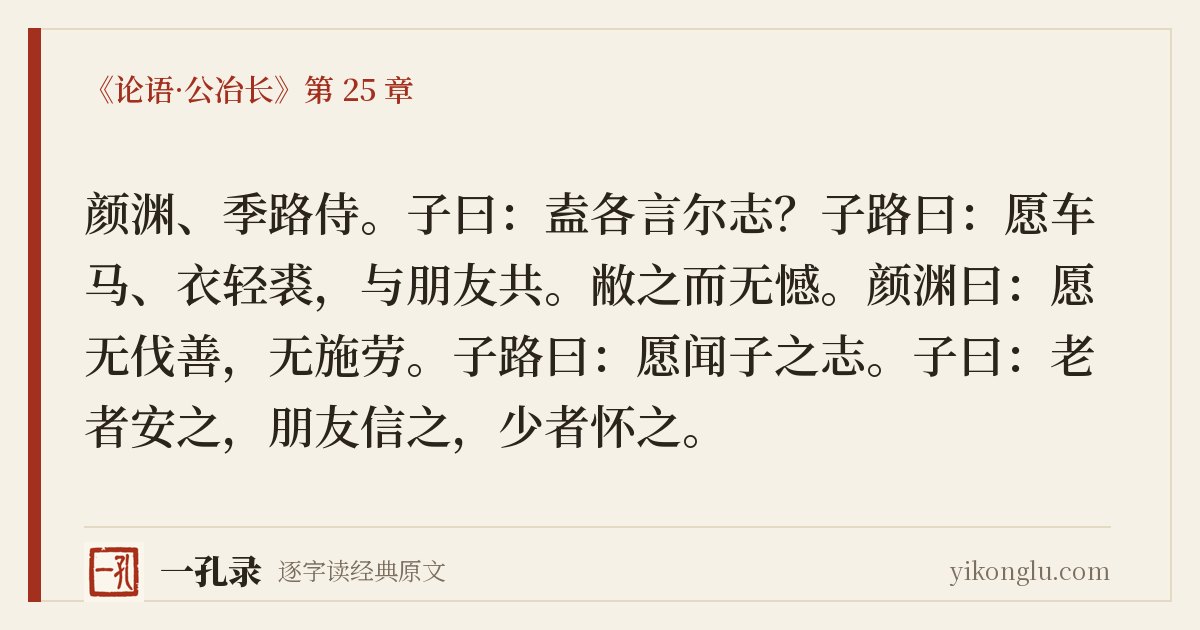 《论语·公冶长》第 25 章
颜渊、季路侍。子曰：盍各言尔志？子路曰：愿车
马、衣轻裘，与朋友共。敝之而无憾。颜渊曰：愿
无伐善，无施劳。子路曰：愿闻子之志。子曰：老
者安之，朋友信之，少者怀之。
一孔
一孔录 逐字读经典原文
yikonglu.com